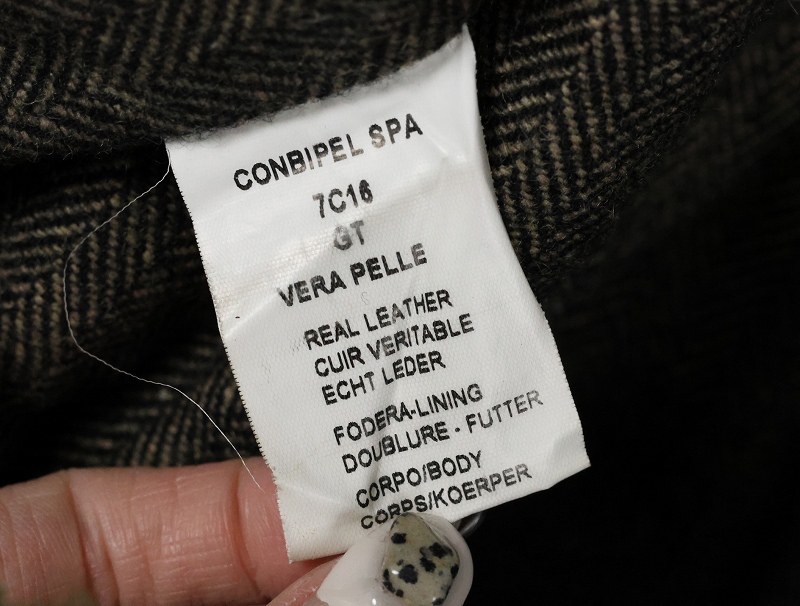 CONBIPEL SPA
7C16
GT
VERA PELLE
REAL LEATHER
CUIR VERITABLE
ECHT LEDER
FODERA-LINING
DOUBLURE - FUTTER
CORPO/BODY
CORPS/KOERPER